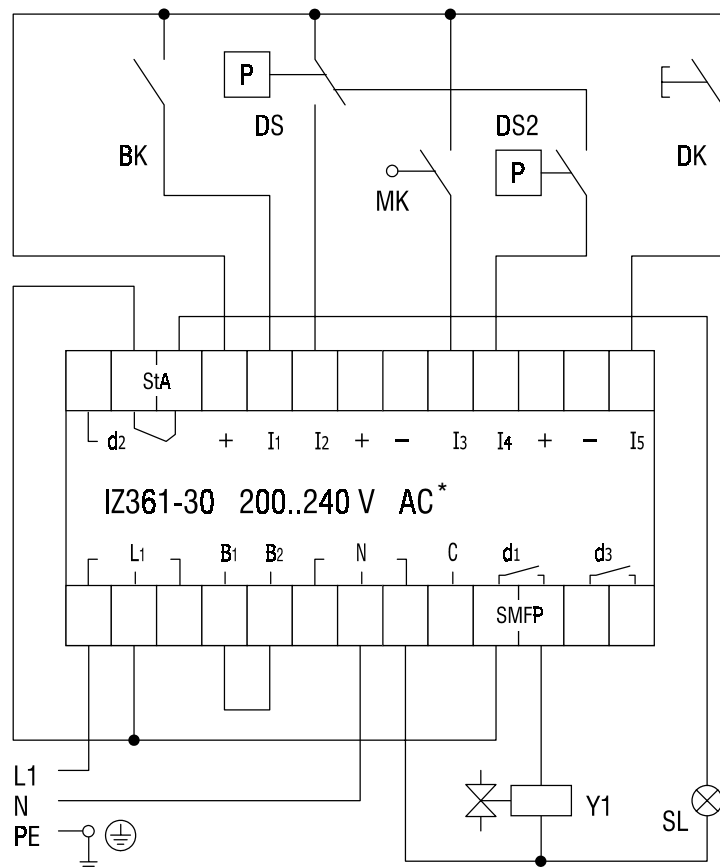 P
DS
DS2
BK
P
DK
MK
StA
d2 + I1 I2 + − I3 I4 + − I5
IZ361-30 200..240 V AC*
L1 B1 B2 N C d1 d3
SMFP
L1
N
PE
Y1
SL